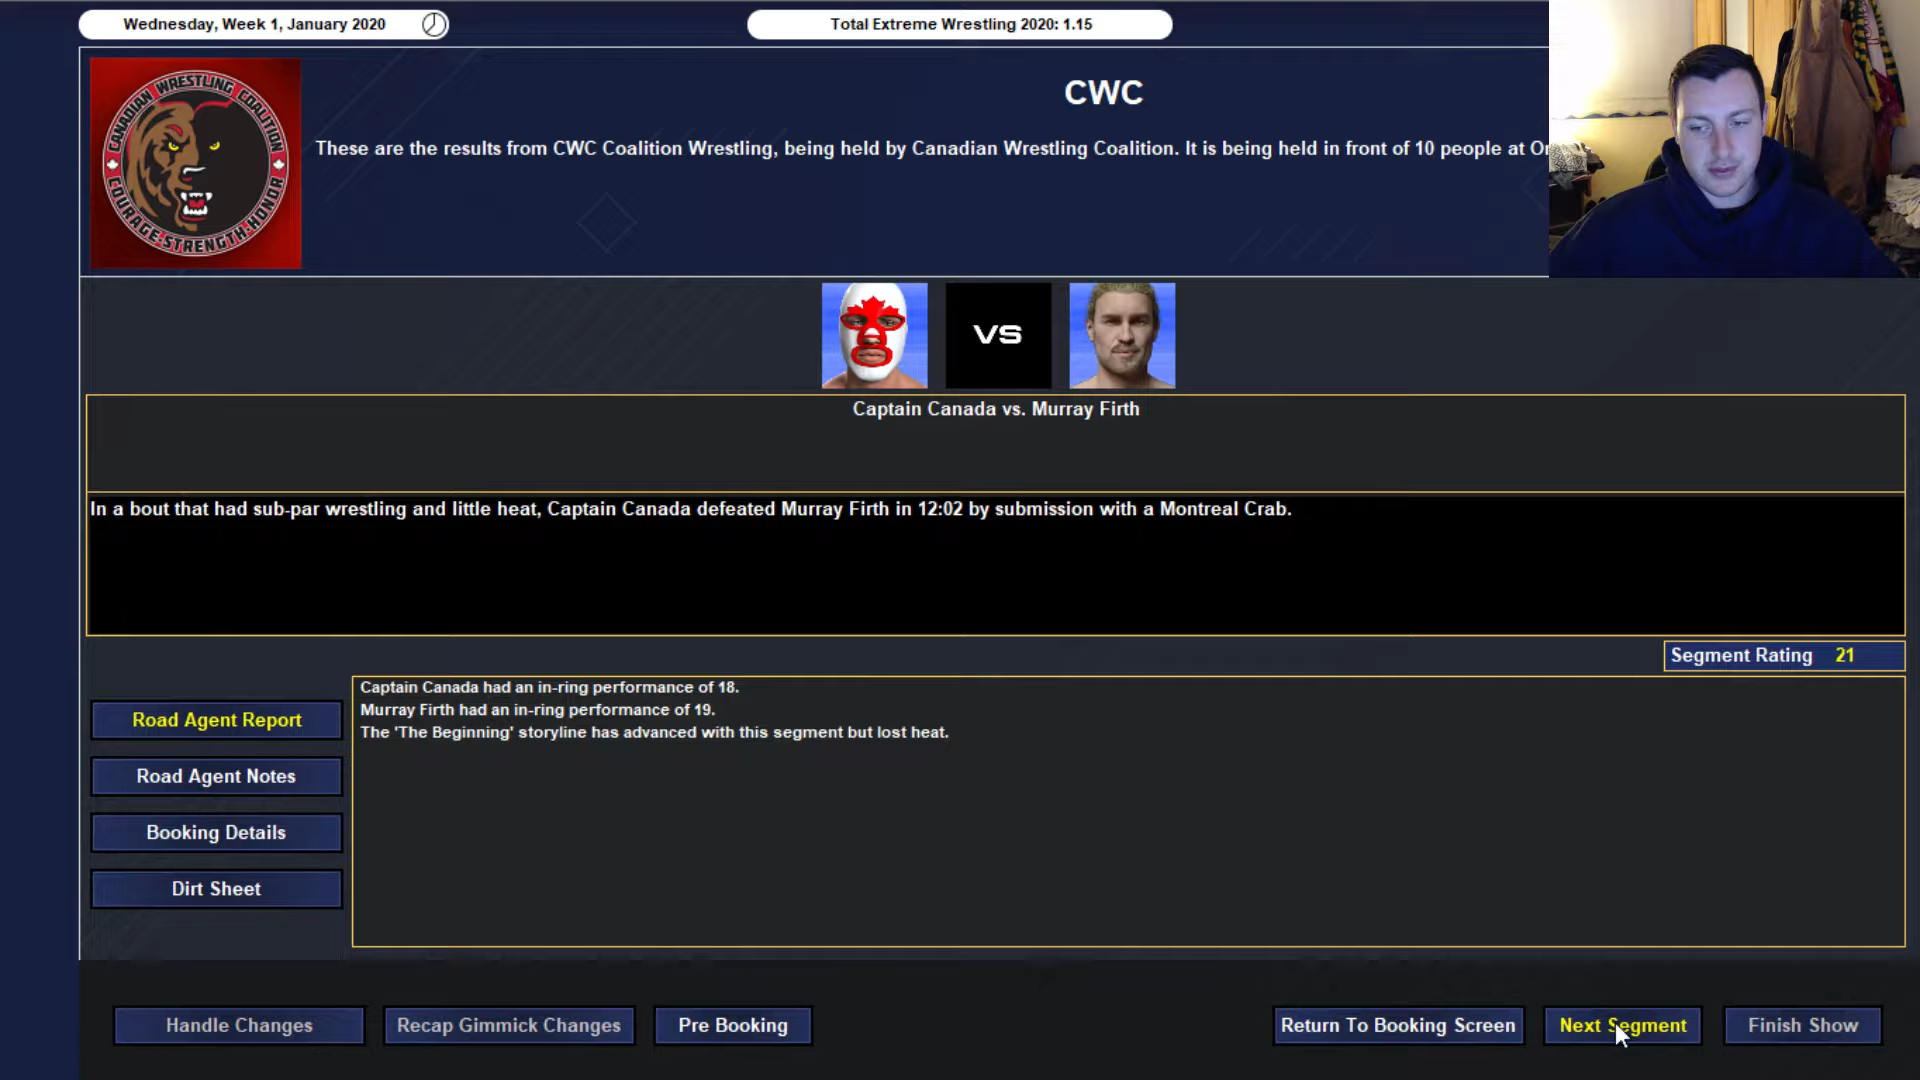 Wednesday, Week 1, January 2020
Total Extreme Wrestling 2020: 1.15
CANADIAN WRESTLING COALITION
COURAGE-STRENGTH-HONOR
CWC
These are the results from CWC Coalition Wrestling, being held by Canadian Wrestling Coalition. It is being held in front of 10 people at
VS
Captain Canada vs. Murray Firth
In a bout that had sub-par wrestling and little heat, Captain Canada defeated Murray Firth in 12:02 by submission with a Montreal Crab.
Segment Rating 21
Road Agent Report
Road Agent Notes
Booking Details
Dirt Sheet
Captain Canada had an in-ring performance of 18.
Murray Firth had an in-ring performance of 19.
The 'The Beginning' storyline has advanced with this segment but lost heat.
Handle Changes
Recap Gimmick Changes
Pre Booking
Return To Booking Screen
Next Segment
Finish Show